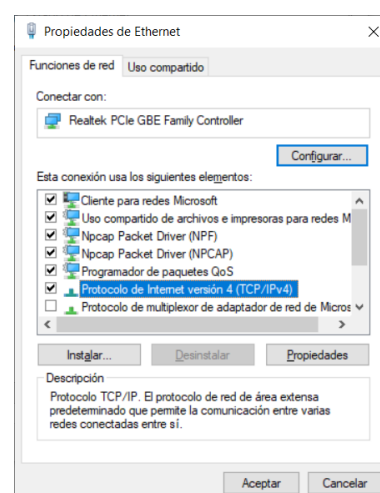 Propiedades de Ethernet
Funciones de red
Uso compartido
Conectar con:
Realtek PCIe GBE Family Controller
Configurar...
Esta conexión usa los siguientes elementos:
Cliente para redes Microsoft
Uso compartido de archivos e impresoras para redes M
Npcap Packet Driver (NPF)
Npcap Packet Driver (NPCAP)
Programador de paquetes QoS
Protocolo de Internet versión 4 (TCP/IPv4)
Protocolo de multiplexor de adaptador de red de Micros
Instalar...
Desinstalar
Propiedades
Descripción
Protocolo TCP/IP. El protocolo de red de área extensa
predeterminado que permite la comunicación entre varias
redes conectadas entre sí.
Aceptar
Cancelar